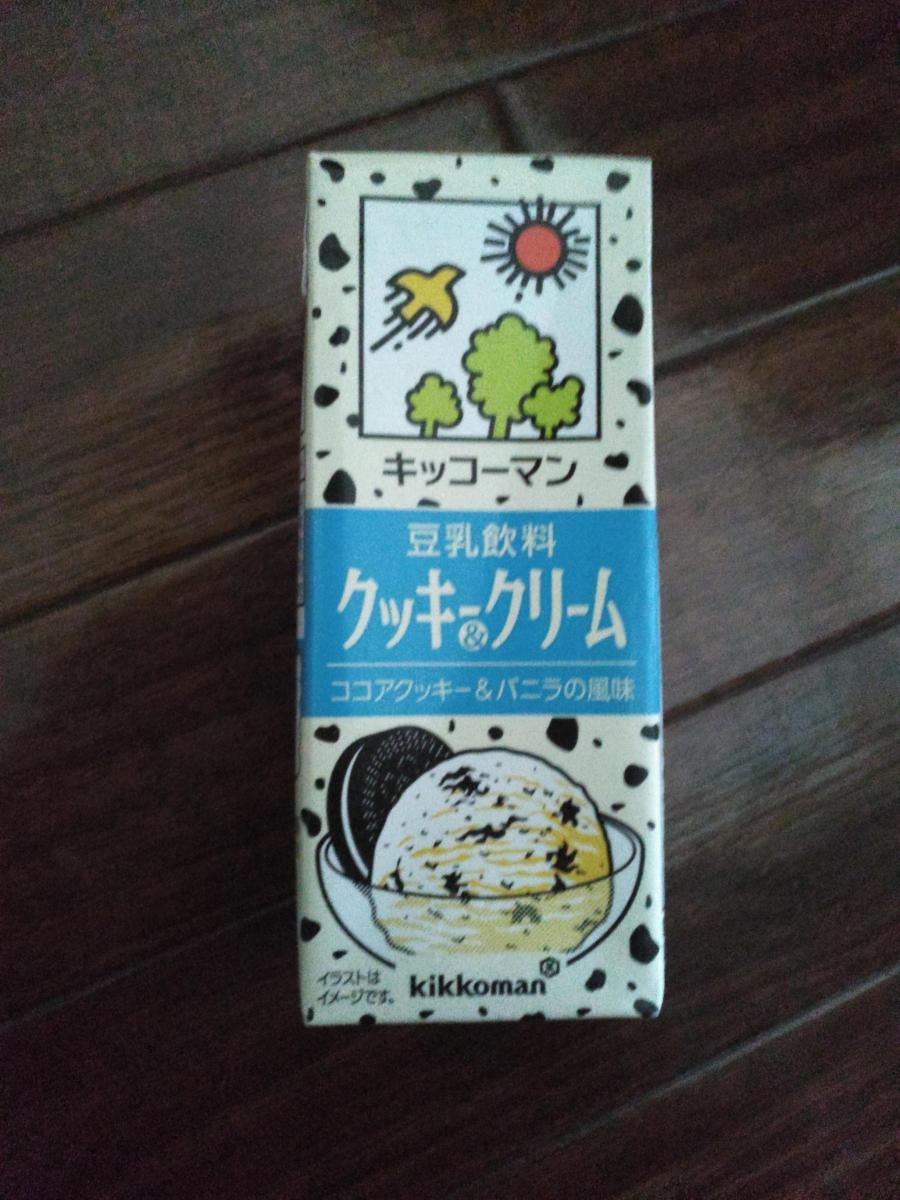 キッコーマン
豆乳飲料
クッキー&クリーム
ココアクッキー&バニラの風味
イラストは
イメージです。
kikkoman®